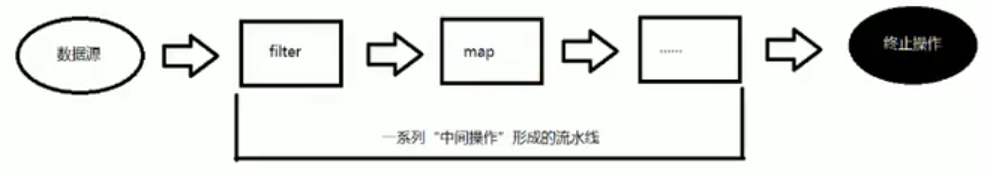 数据源
filter
map
......
终止操作
一系列“中间操作”形成的流水线